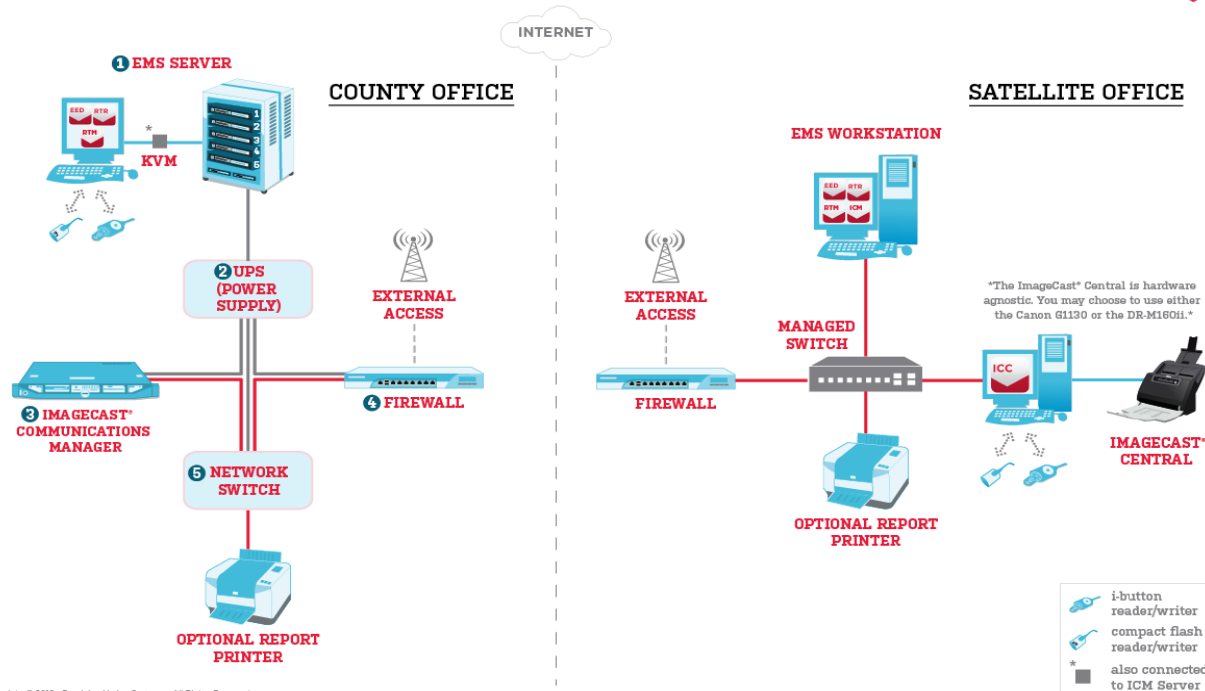 INTERNET
1 EMS SERVER
COUNTY OFFICE
SATELLITE OFFICE
EED RTR
RTM
*
KVM
1
2
3
4
5
EMS WORKSTATION
EED RTR
RTM ICM
2 UPS
(POWER
SUPPLY)
EXTERNAL
ACCESS
EXTERNAL
ACCESS
*The ImageCast® Central is hardware
agnostic. You may choose to use either
the Canon G1130 or the DR-M160ii.*
MANAGED
SWITCH
ICC
3 IMAGECAST®
COMMUNICATIONS
MANAGER
4 FIREWALL
FIREWALL
IMAGECAST®
CENTRAL
5 NETWORK
SWITCH
OPTIONAL REPORT
PRINTER
OPTIONAL REPORT
PRINTER
i-button
reader/writer
compact flash
reader/writer
*
also connected
to ICM Server